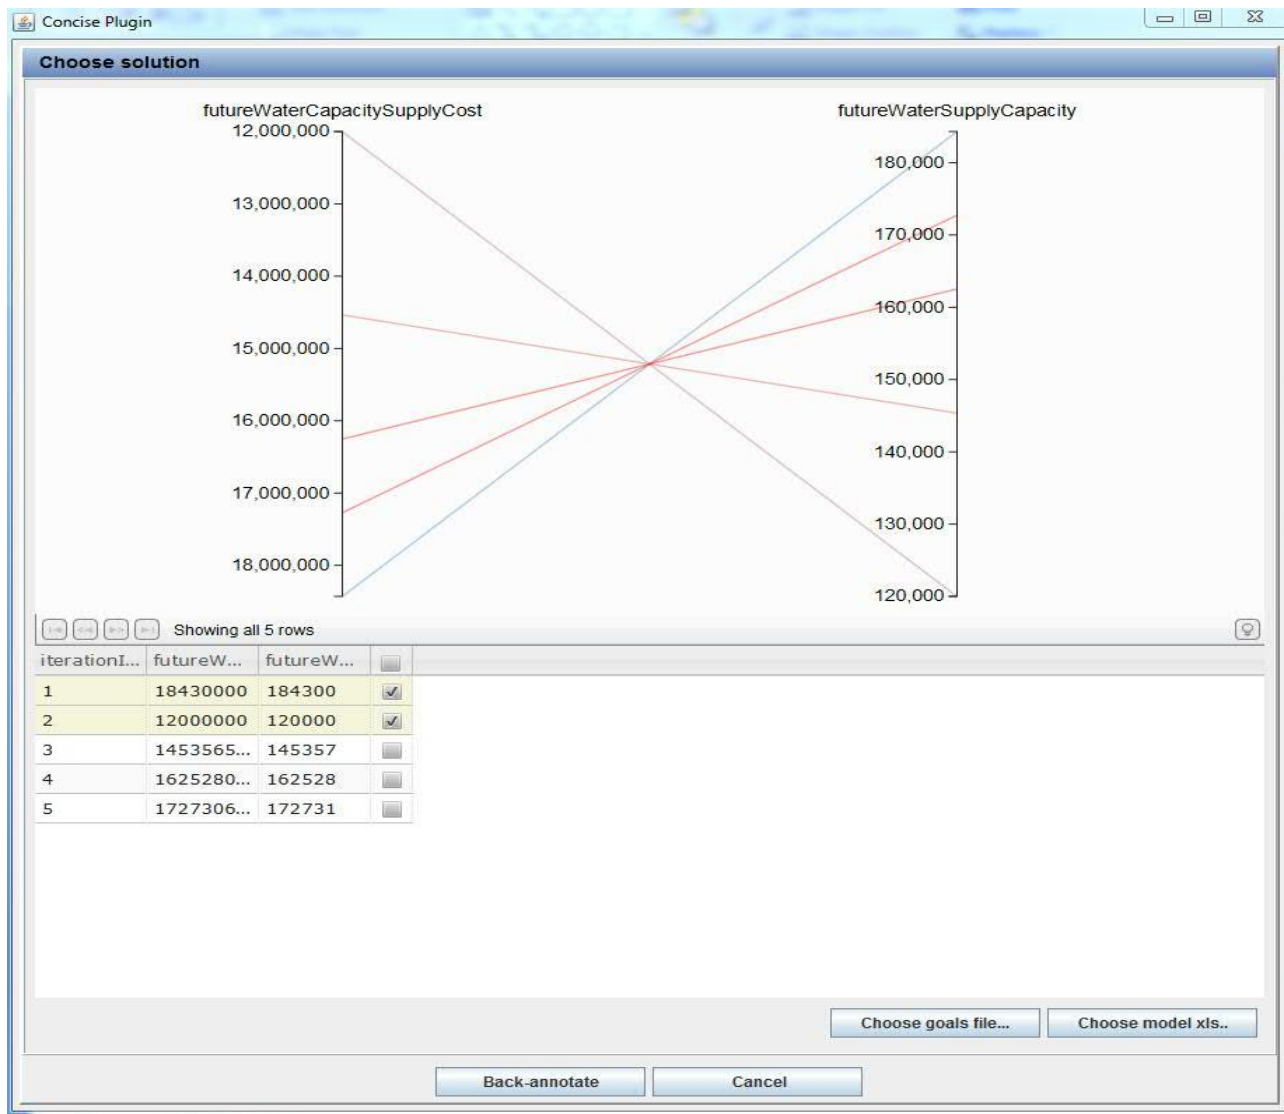 Concise Plugin
Choose solution
futureWaterCapacitySupplyCost
12,000,000
13,000,000
14,000,000
15,000,000
16,000,000
17,000,000
18,000,000
futureWaterSupplyCapacity
180,000
170,000
160,000
150,000
140,000
130,000
120,000
Showing all 5 rows
iterationI... futureW... futureW...
1 18430000 184300
2 12000000 120000
3 1453565... 145357
4 1625280... 162528
5 1727306... 172731
Choose goals file... Choose model xls..
Back-annotate Cancel